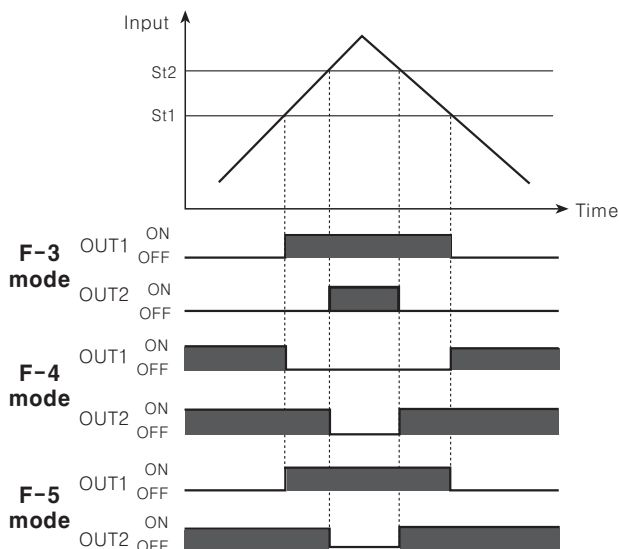 Input
St2
St1
Time
F-3 mode
OUT1 ON
OFF
OUT2 ON
OFF
F-4 mode
OUT1 ON
OFF
OUT2 ON
OFF
F-5 mode
OUT1 ON
OFF
OUT2 ON
OFF